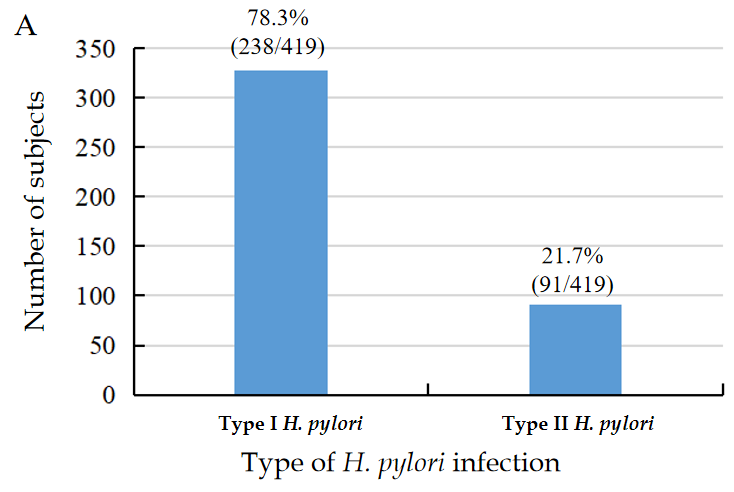 A
78.3%
(238/419)
350
300
250
200
150
100
50
0
Number of subjects
21.7%
(91/419)
Type I H. pylori
Type II H. pylori
Type of H. pylori infection